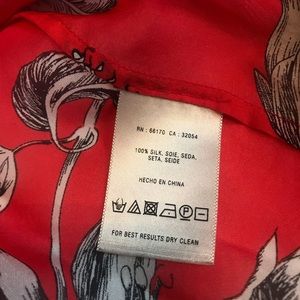 RN : 66170 CA : 32054
100% SILK, SOIE, SEDA,
SETA, SEIDE
HECHO EN CHINA
P
FOR BEST RESULTS DRY CLEAN